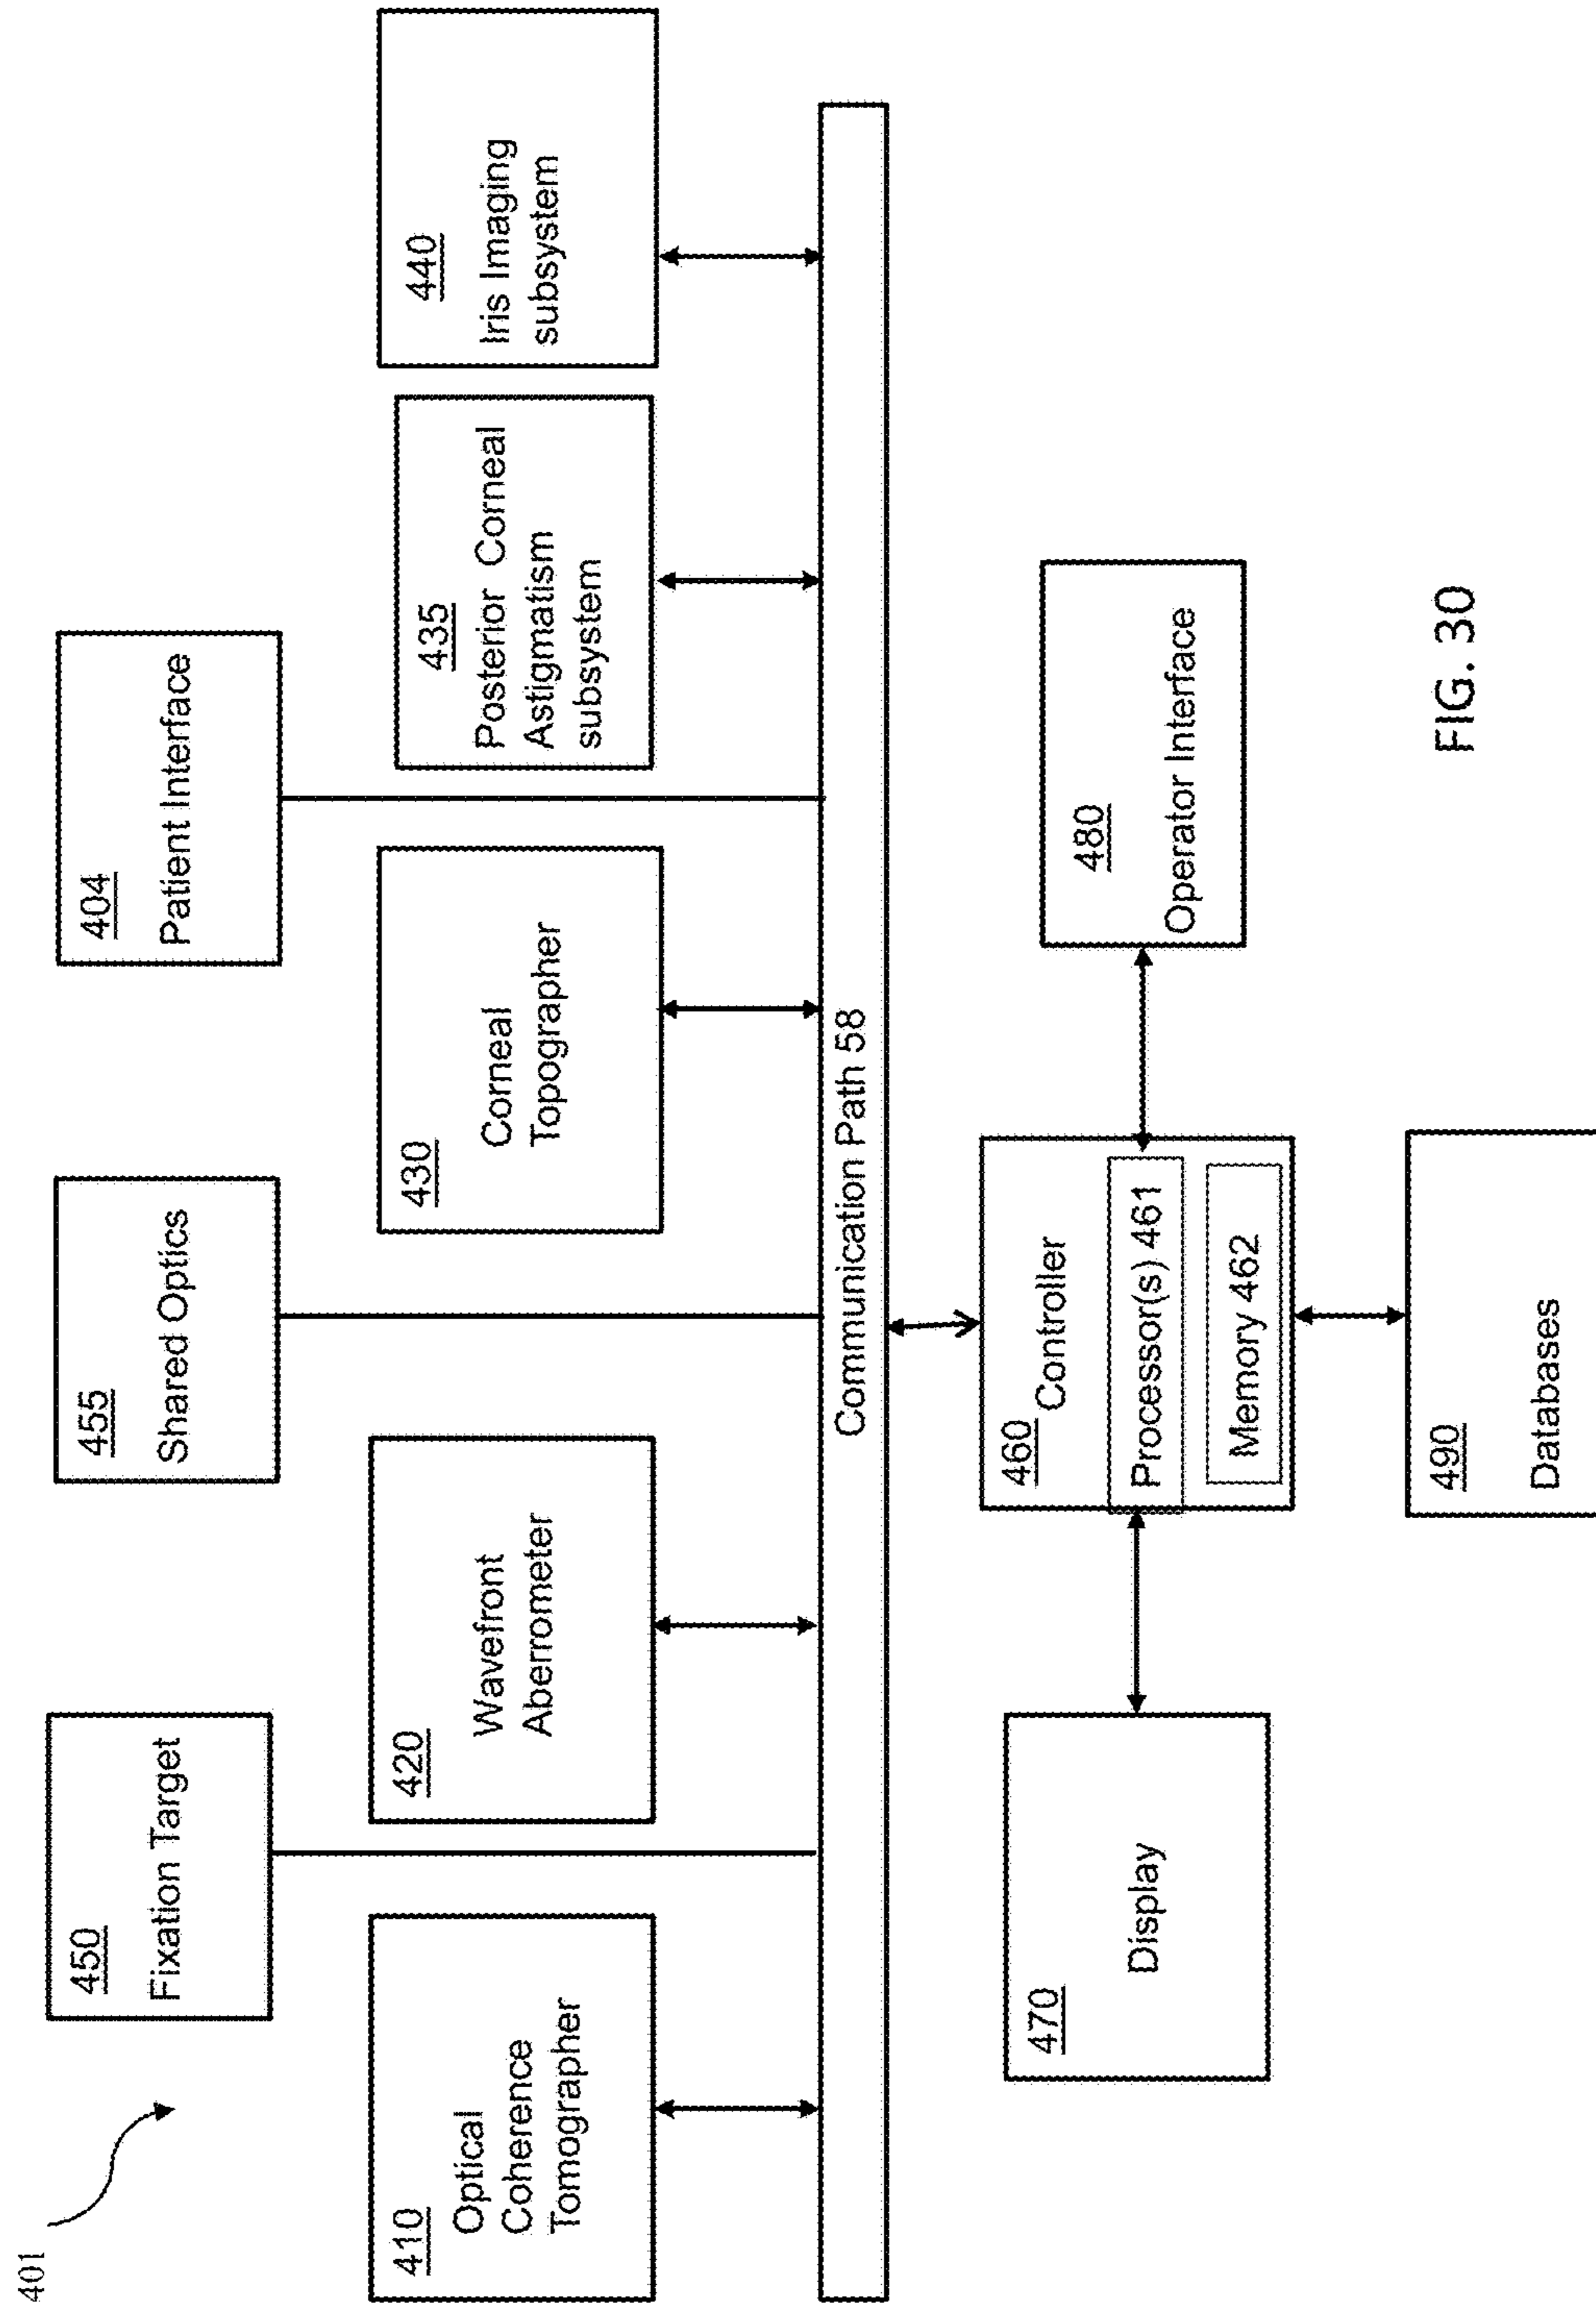 401
450
Fixation Target
455
Shared Optics
404
Patient Interface
410
Optical
Coherence
Tomographer
420
Wavefront
Aberrometer
430
Corneal
Topographer
435
Posterior Corneal
Astigmatism
subsystem
440
Iris Imaging
subsystem
Communication Path 58
470
Display
460
Controller
Processor(s) 461
Memory 462
480
Operator Interface
490
Databases
FIG. 30